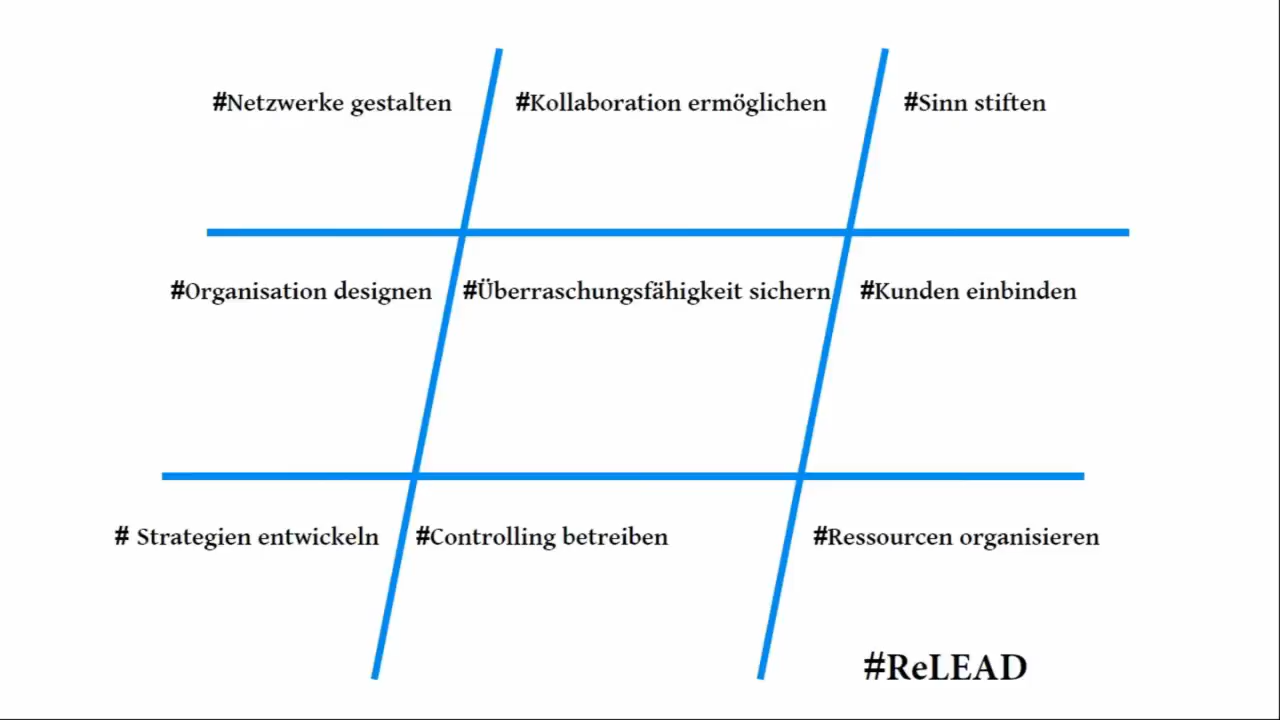 #Netzwerke gestalten
#Kollaboration ermöglichen
#Sinn stiften
#Organisation designen
#Überraschungsfähigkeit sichern
#Kunden einbinden
# Strategien entwickeln
#Controlling betreiben
#Ressourcen organisieren
#ReLEAD